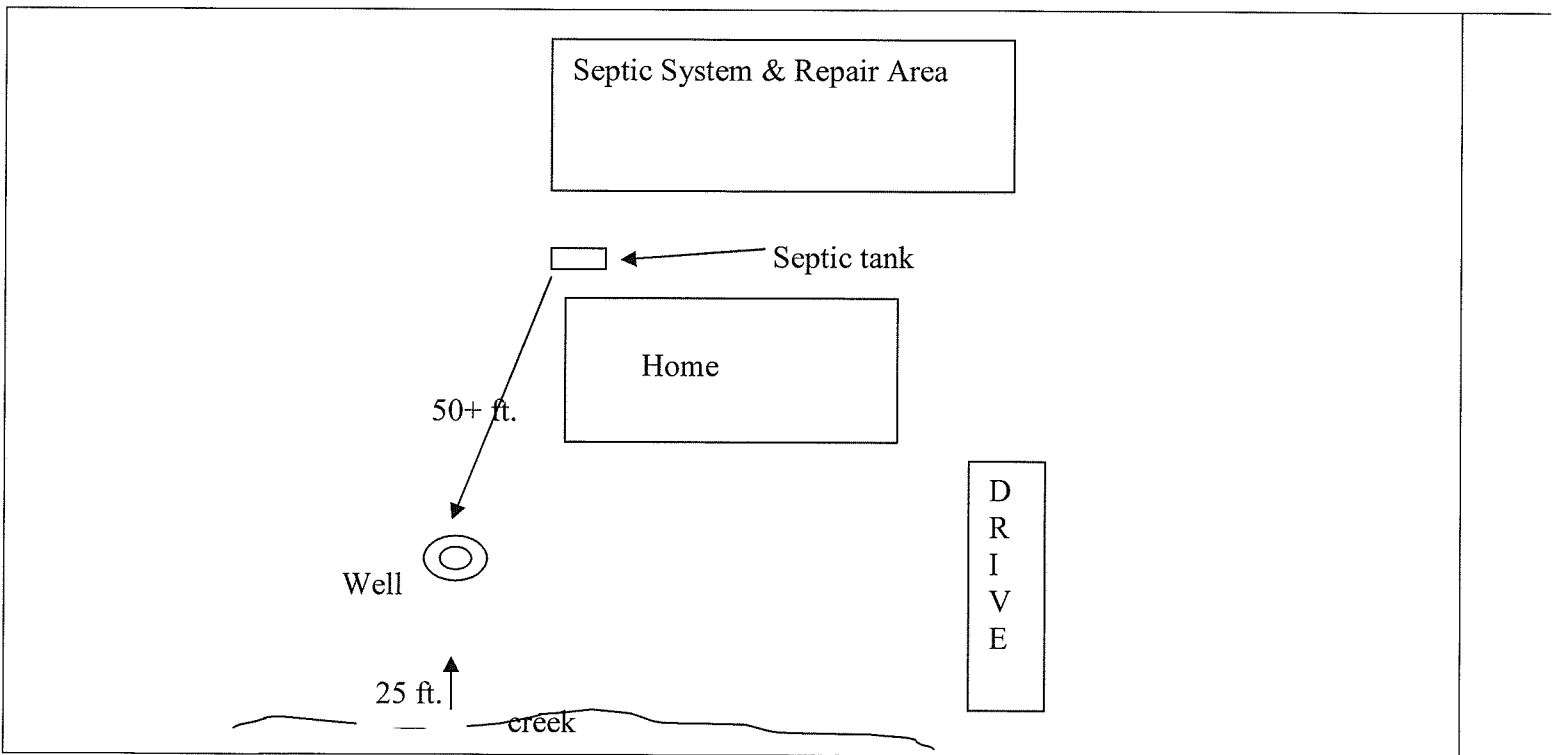 Septic System & Repair Area
Septic tank
Home
50+ ft.
D
R
I
V
E
Well
25 ft.
creek